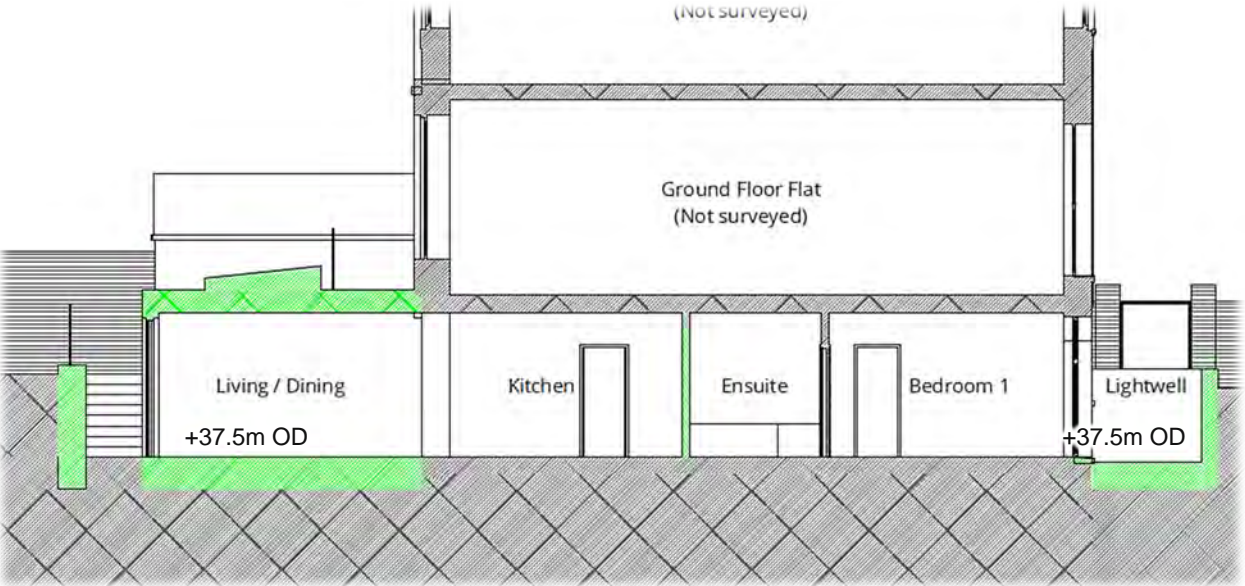 (Not surveyed)
Ground Floor Flat
(Not surveyed)
Living / Dining
Kitchen
Ensuite
Bedroom 1
Lightwell
+37.5m OD
+37.5m OD